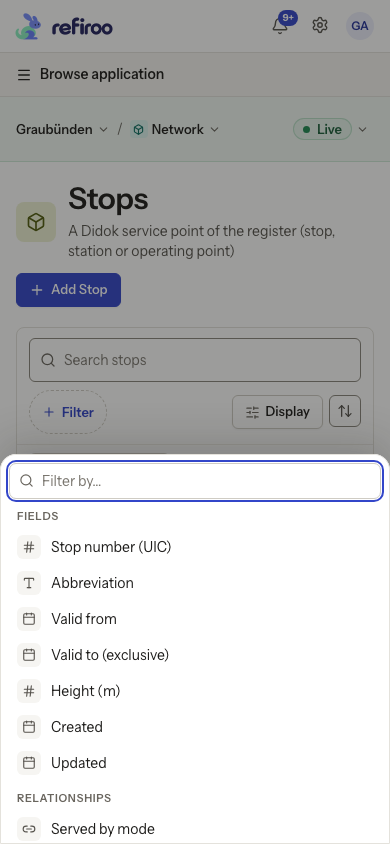 refiroo
9+
GA
Browse application
Graubünden / Network
Live
Stops
A Didok service point of the register (stop,
station or operating point)
+ Add Stop
Search stops
+ Filter
Display
Filter by...
FIELDS
Stop number (UIC)
Abbreviation
Valid from
Valid to (exclusive)
Height (m)
Created
Updated
RELATIONSHIPS
Served by mode